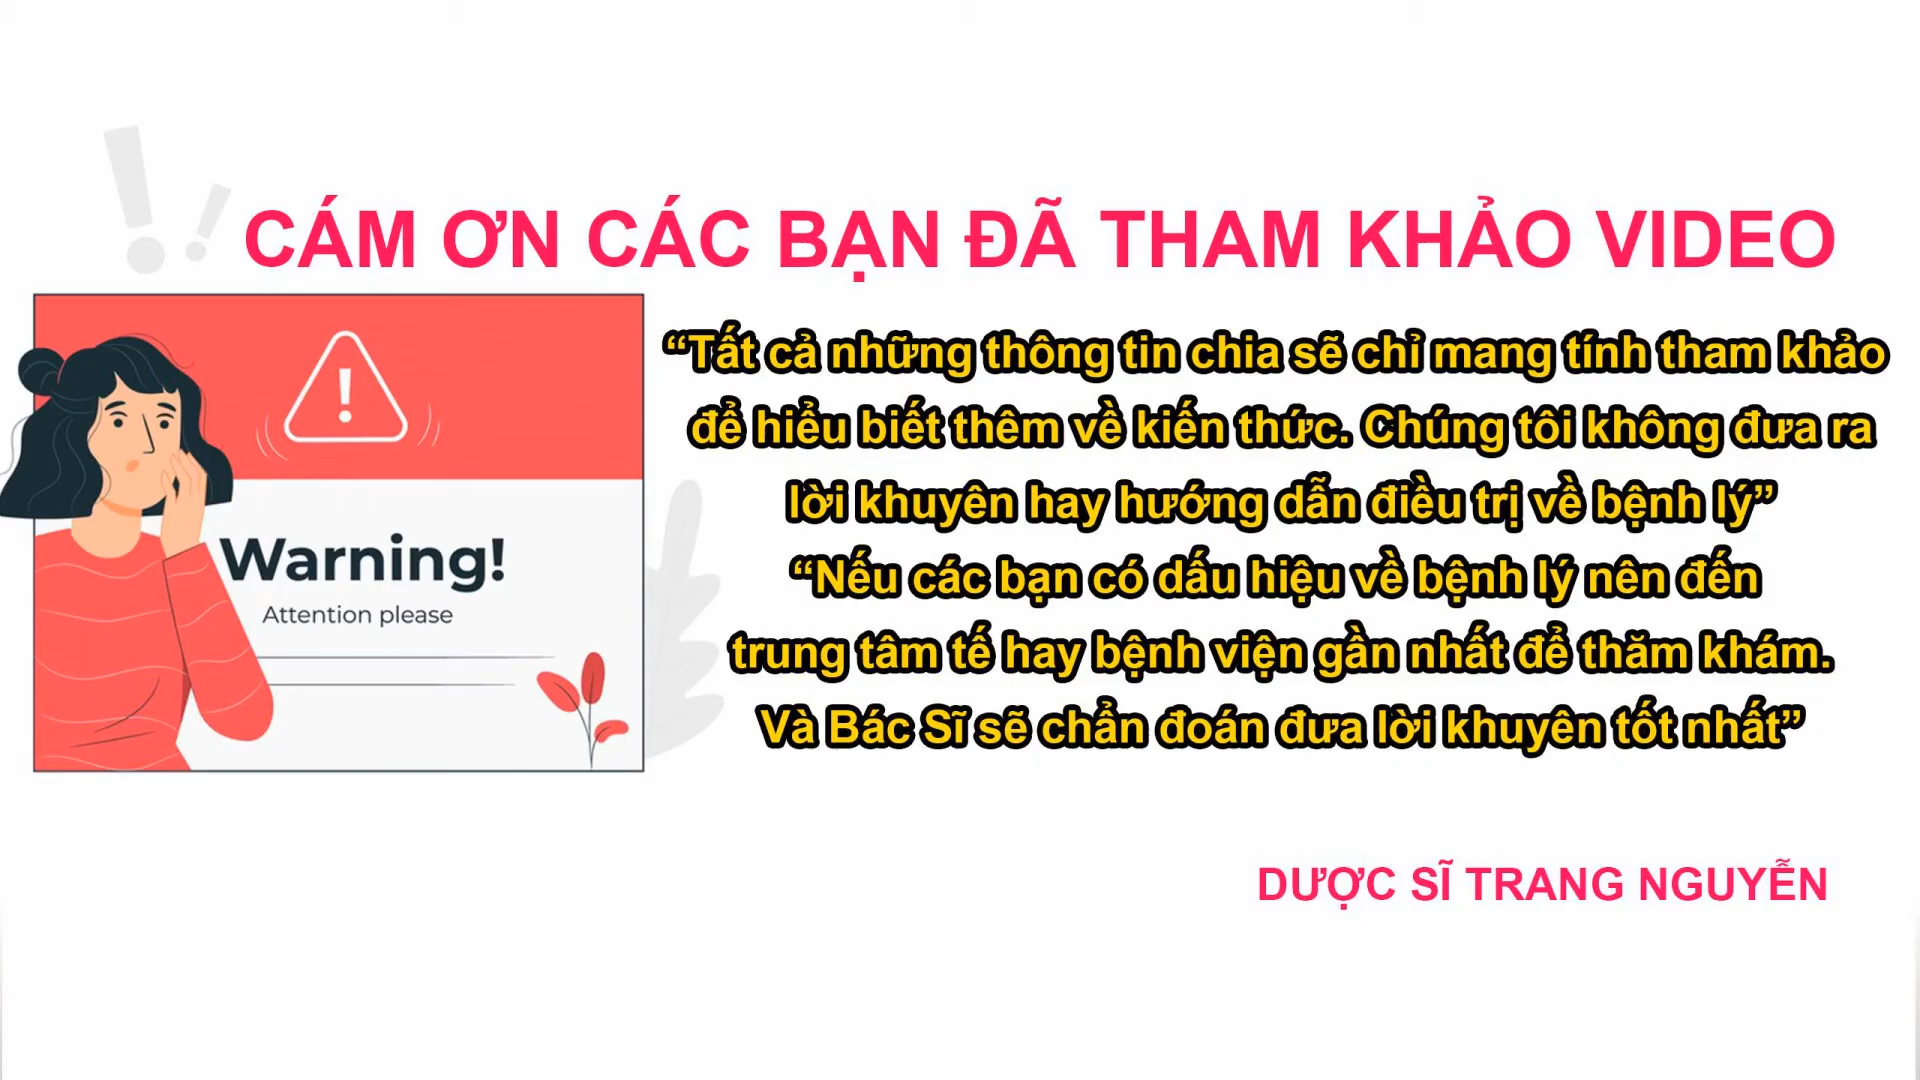 CÁM ƠN CÁC BẠN ĐÃ THAM KHẢO VIDEO
“Tất cả những thông tin chia sẽ chỉ mang tính tham khảo
để hiểu biết thêm về kiến thức. Chúng tôi không đưa ra
lời khuyên hay hướng dẫn điều trị về bệnh lý”
“Nếu các bạn có dấu hiệu về bệnh lý nên đến
trung tâm tế hay bệnh viện gần nhất để thăm khám.
Và Bác Sĩ sẽ chẩn đoán đưa lời khuyên tốt nhất”
Warning!
Attention please
DƯỢC SĨ TRANG NGUYỄN